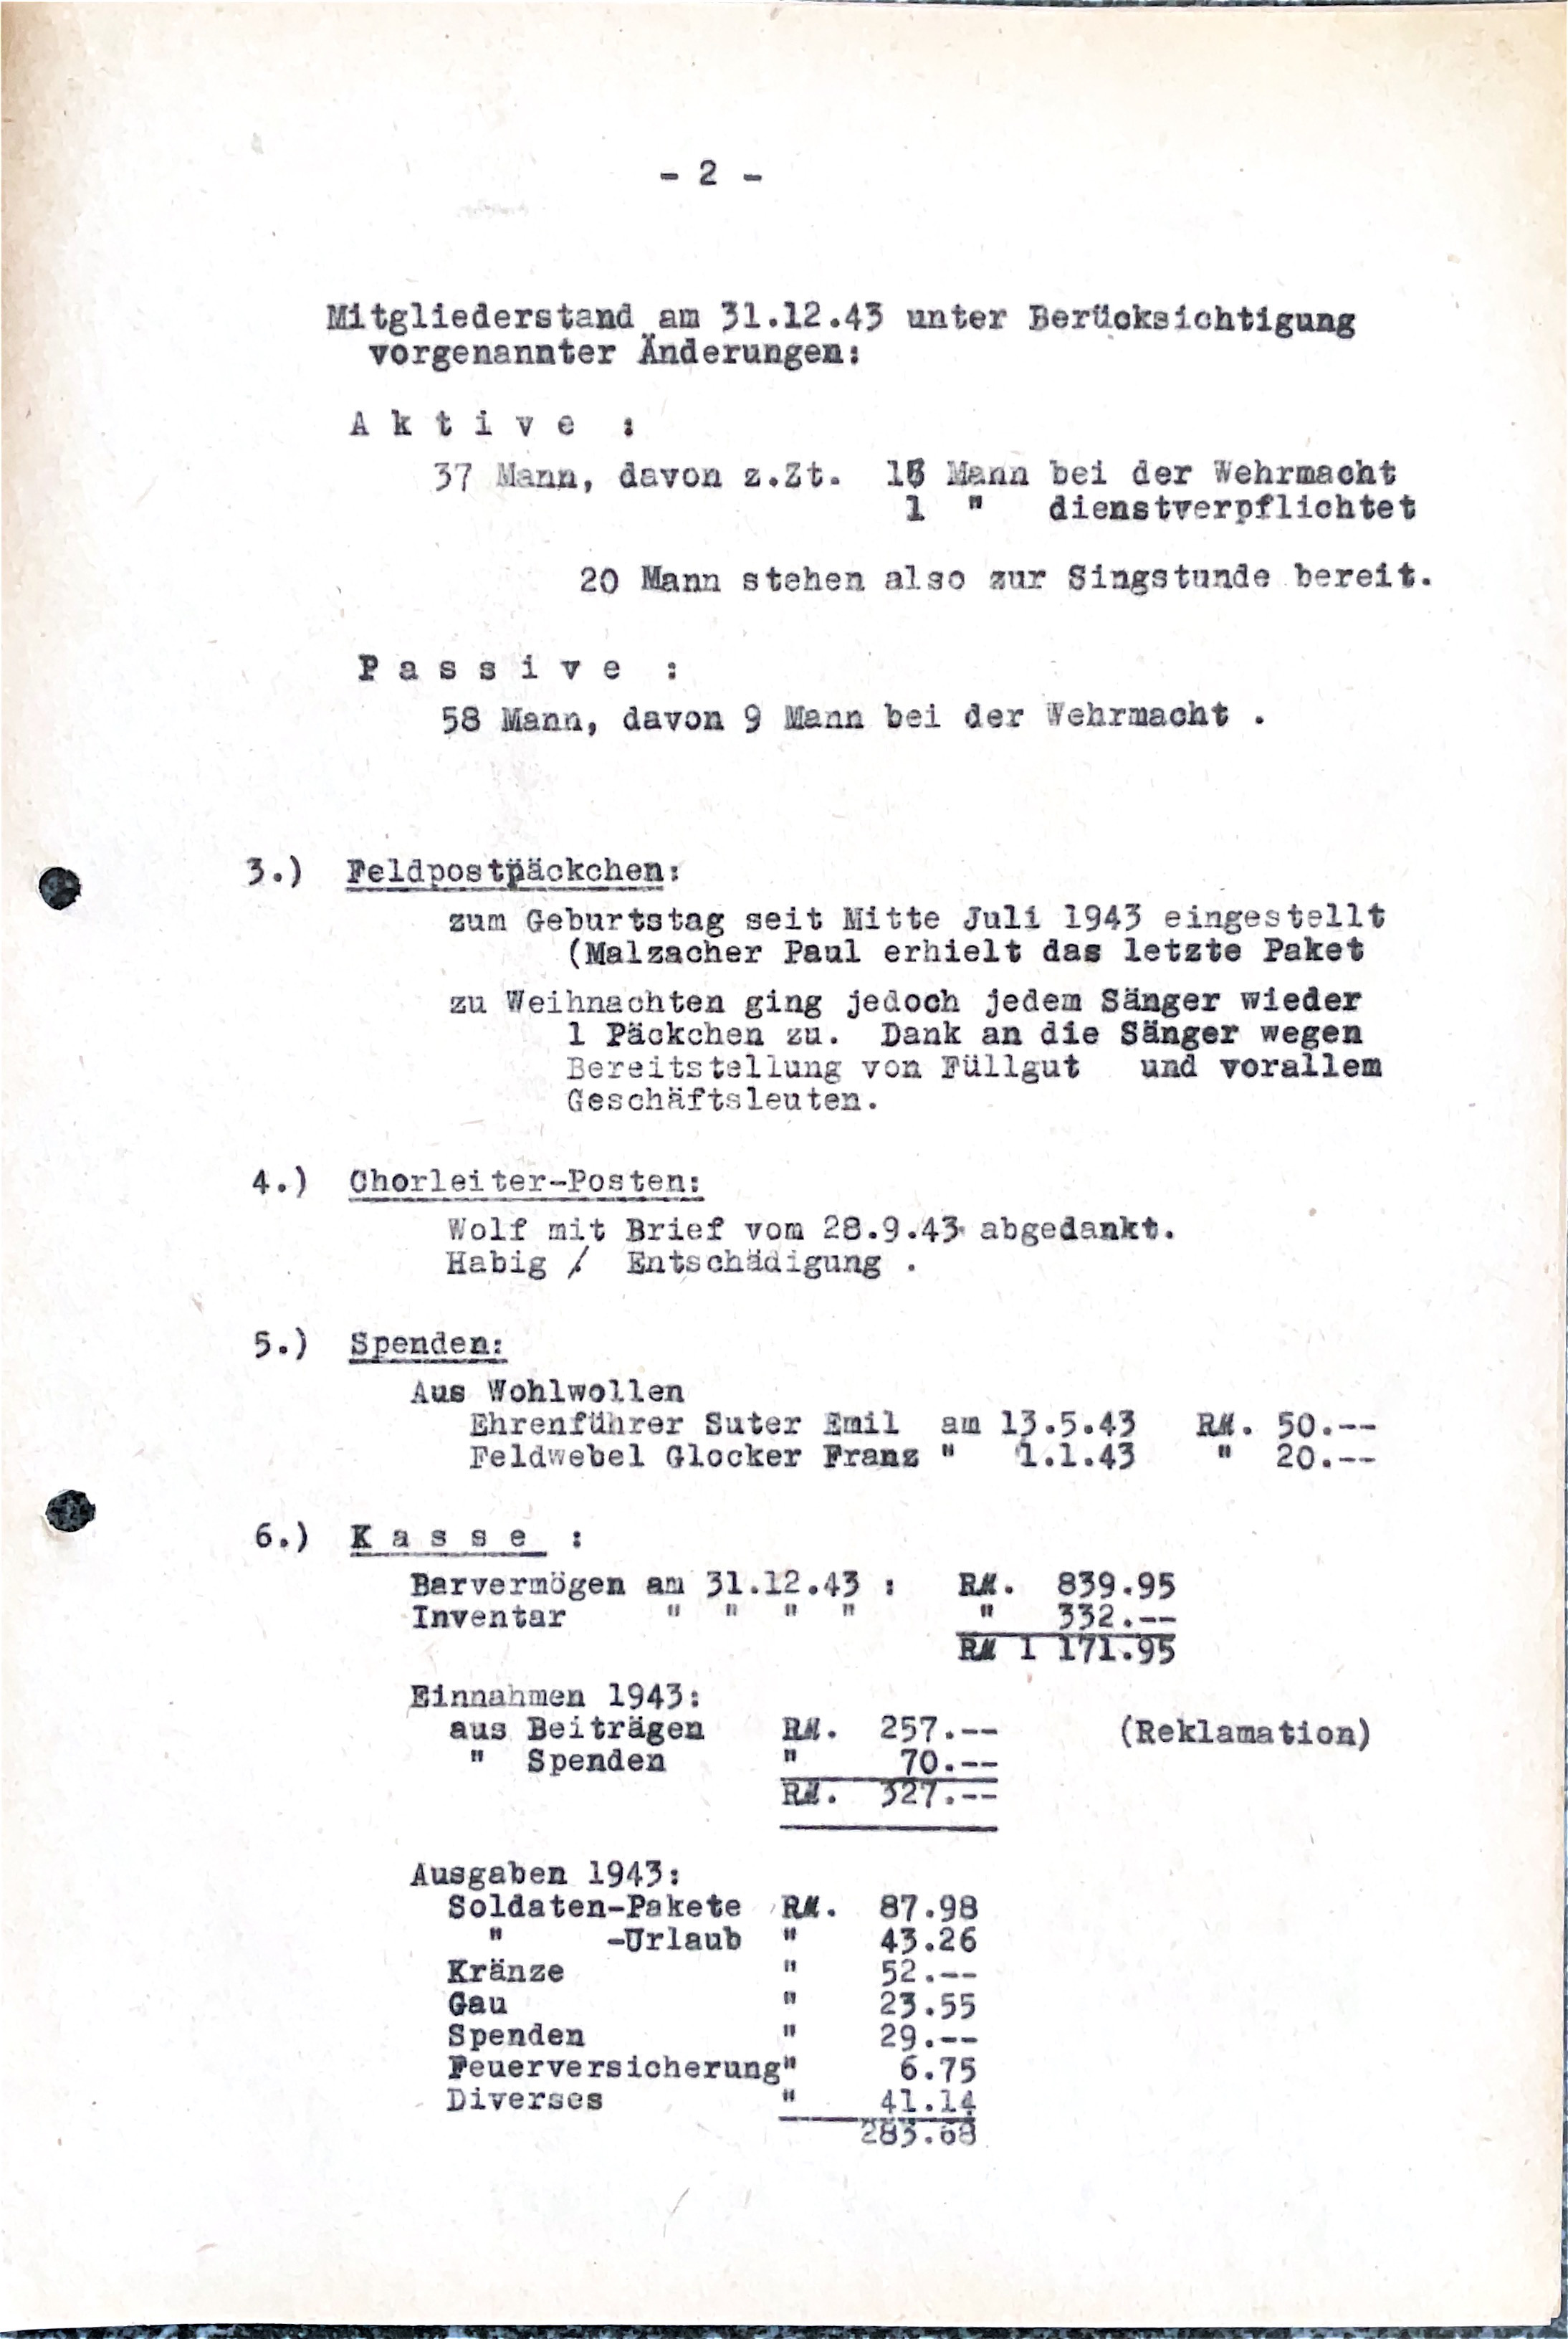 - 2 -
Mitgliederstand am 31.12.43 unter Berücksichtigung
vorgenannter Änderungen:
A k t i v e :
37 Mann, davon z.Zt. Mann bei der Wehrmacht
1 " dienstverpflichtet
20 Mann stehen also zur Singstunde bereit.
P a s s i v e :
58 Mann, davon 9 Mann bei der Wehrmacht .
3.) Feldpostpäckchen:
zum Geburtstag seit Mitte Juli 1943 eingestellt
(Malzacher Paul erhielt das letzte Paket
zu Weihnachten ging jedoch jedem Sänger wieder
1 Päckchen zu. Dank an die Sänger wegen
Bereitstellung von Füllgut und vorallem
Geschäftsleuten.
4.) Chorleiter-Posten:
Wolf mit Brief vom 28.9.43 abgedankt.
Habig / Entschädigung .
5.) Spenden:
Aus Wohlwollen
Ehrenführer Suter Emil am 13.5.43 RM. 50.--
Feldwebel Glocker Franz " 1.1.43 " 20.--
6.) K a s s e :
Barvermögen am 31.12.43 : RM. 839.95
Inventar " " " " " 332.--
RM 1 171.95
Einnahmen 1943:
aus Beiträgen RM. 257.-- (Reklamation)
" Spenden " 70.--
RM. 327.--
Ausgaben 1943:
Soldaten-Pakete RM. 87.98
" -Urlaub " 43.26
Kränze " 52.--
Gau " 23.55
Spenden " 29.--
Feuerversicherung" 6.75
Diverses " 41.14
283.68